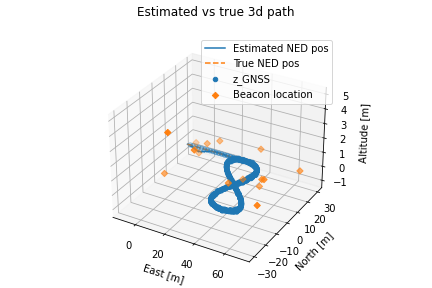 Estimated vs true 3d path
Estimated NED pos
True NED pos
z_GNSS
Beacon location
5
4
3
2
1
0
−1
Altitude [m]
30
20
10
0
−10
−20
−30
North [m]
0
20
40
60
East [m]